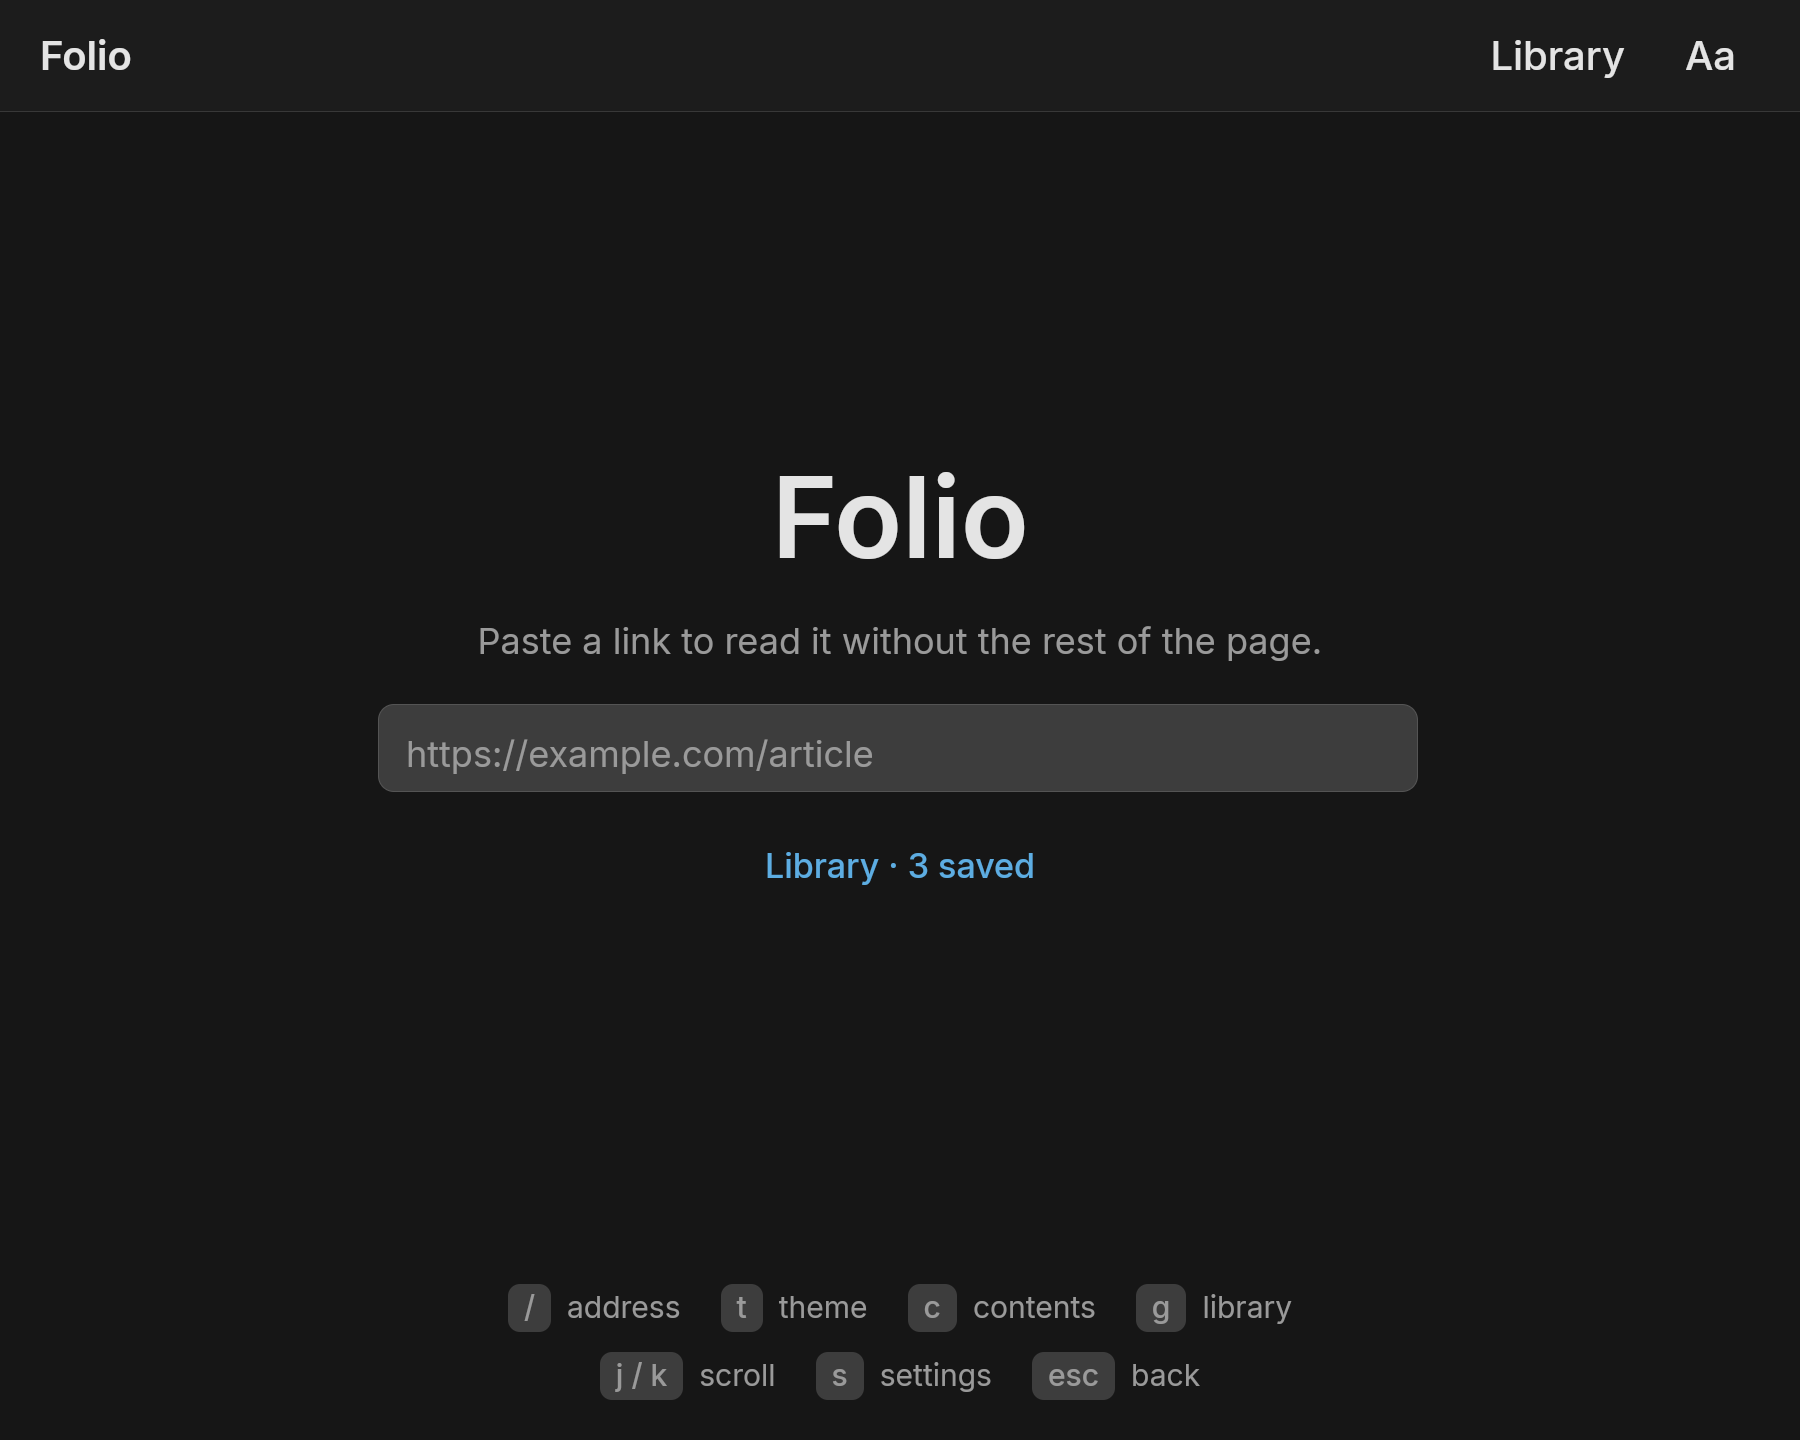 Folio
Library
Aa
Folio
Paste a link to read it without the rest of the page.
https://example.com/article
Library · 3 saved
/ address t theme c contents g library
j / k scroll s settings esc back